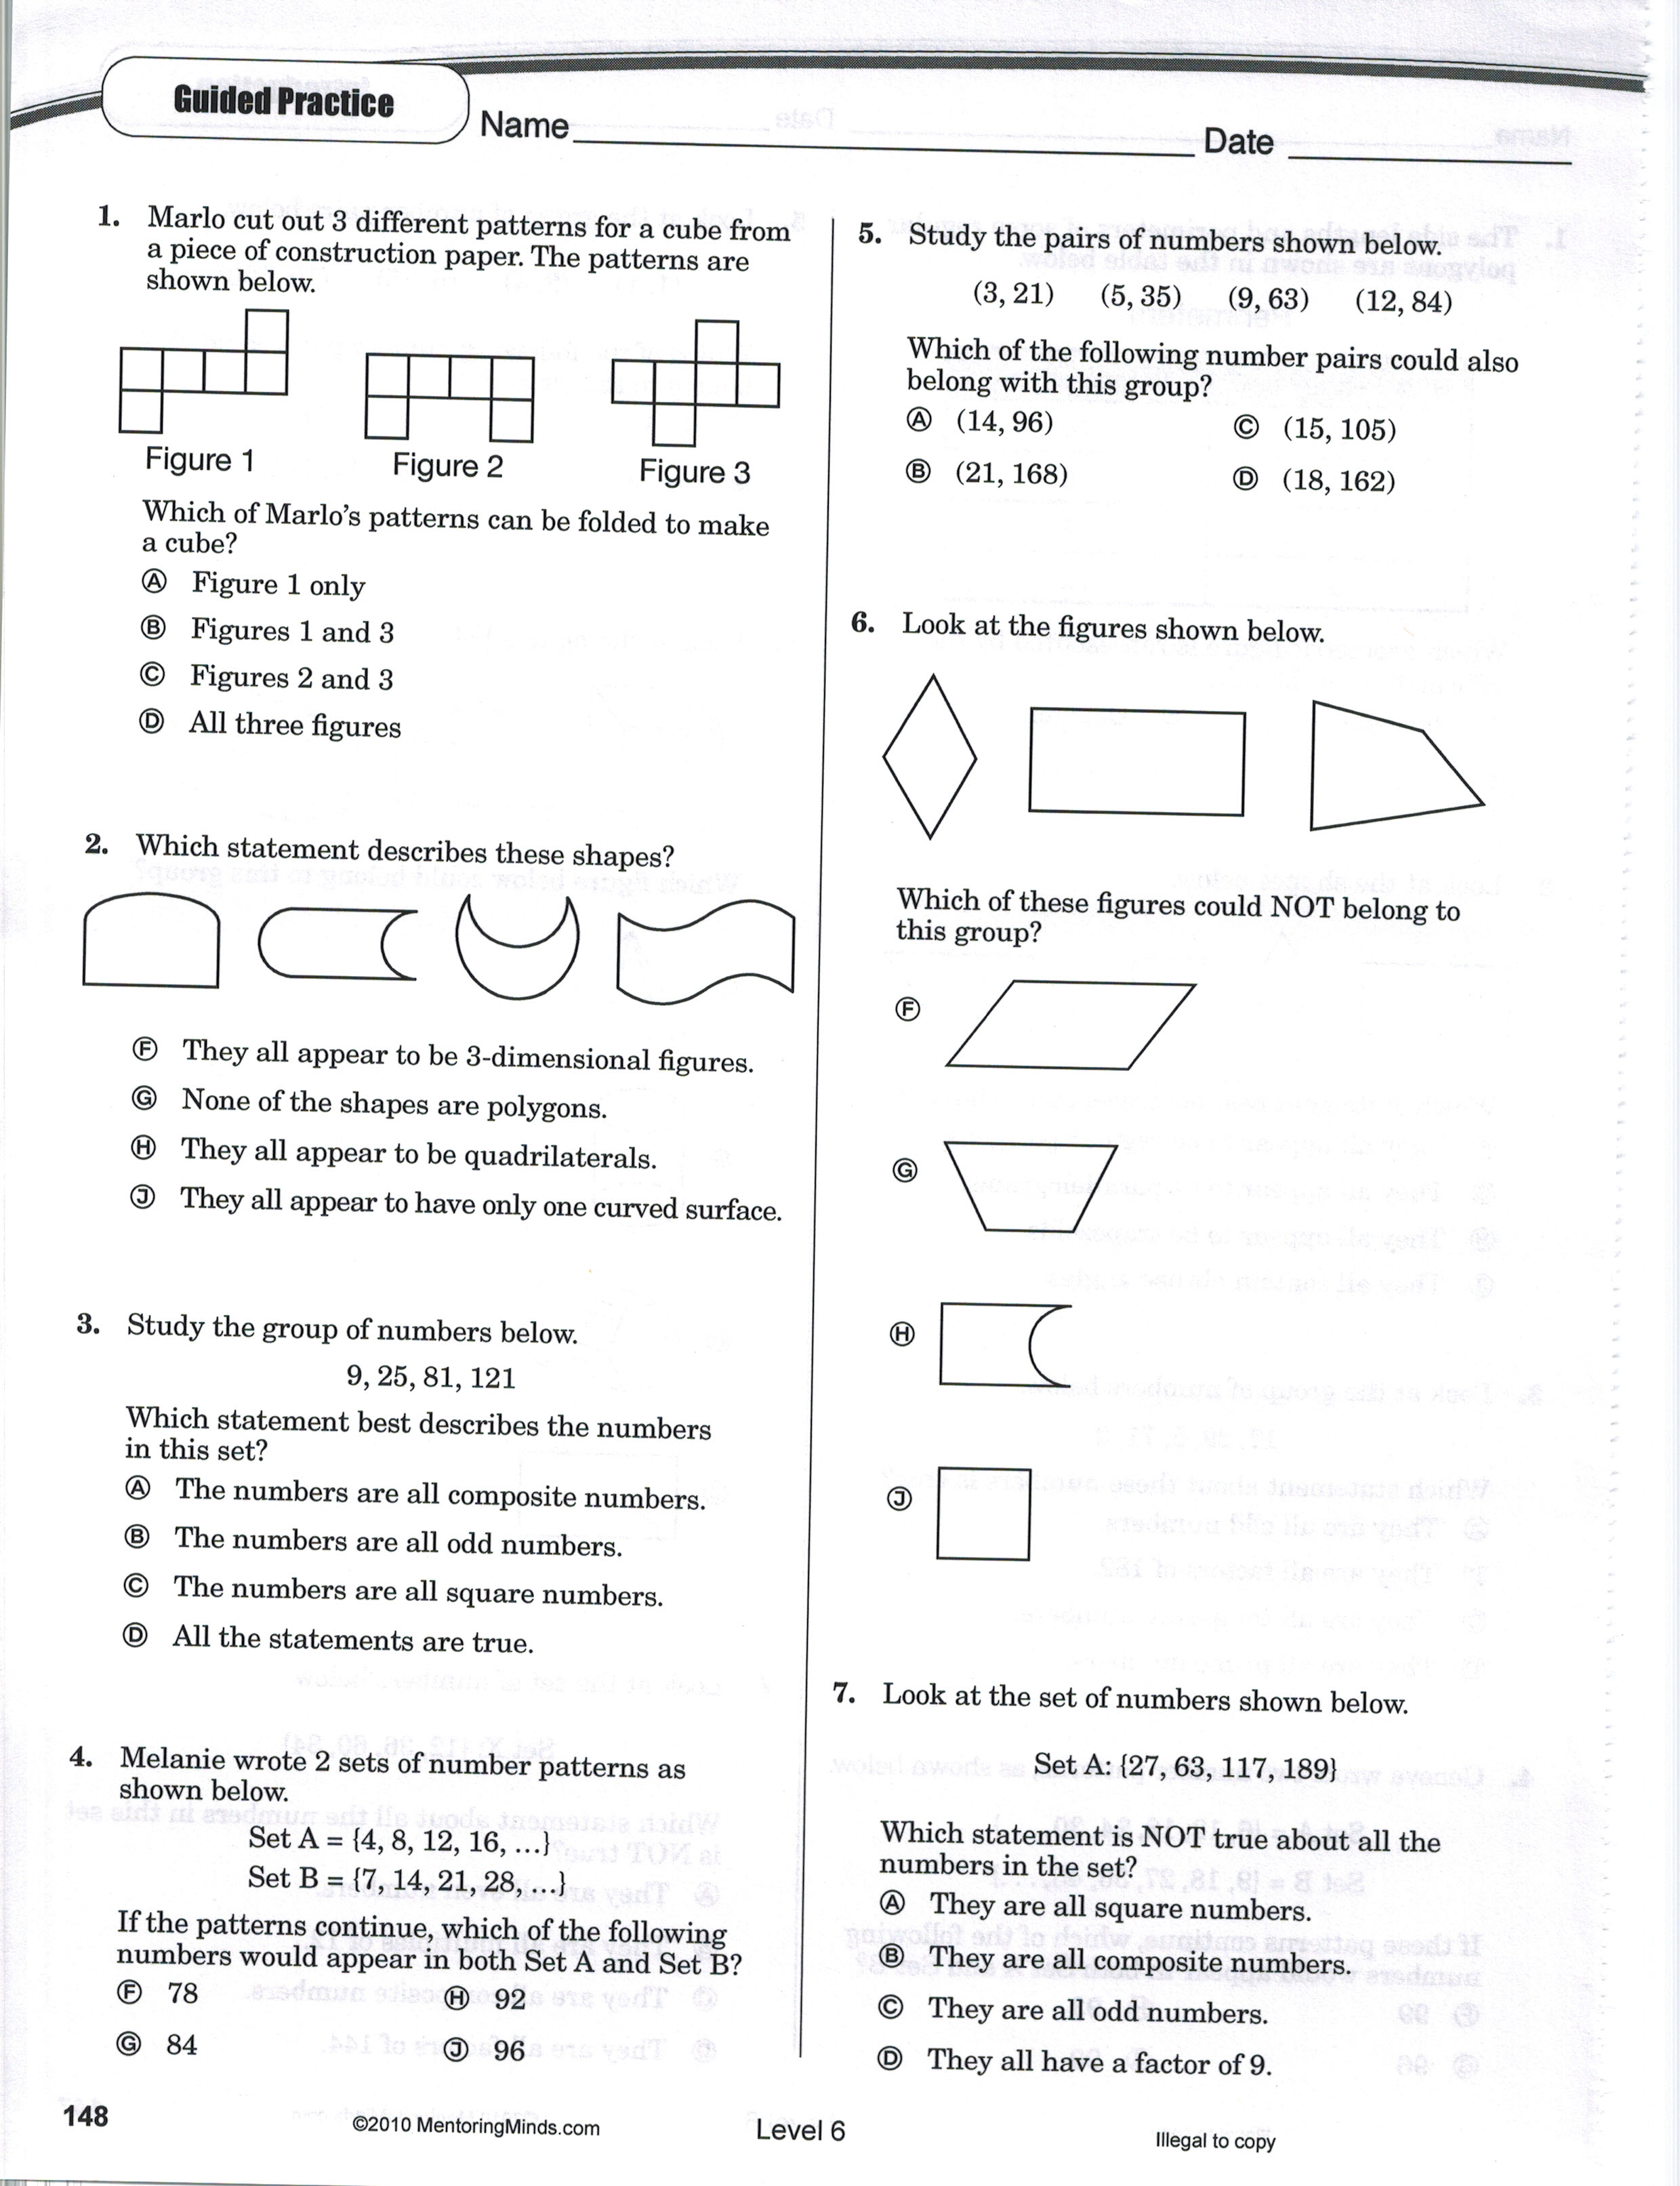 Guided Practice
Name
Date
1. Marlo cut out 3 different patterns for a cube from
a piece of construction paper. The patterns are
shown below.
Figure 1
Figure 2
Figure 3
Which of Marlo's patterns can be folded to make
a cube?
Ⓐ Figure 1 only
Ⓑ Figures 1 and 3
Ⓒ Figures 2 and 3
Ⓓ All three figures
2. Which statement describes these shapes?
Ⓕ They all appear to be 3-dimensional figures.
Ⓖ None of the shapes are polygons.
Ⓗ They all appear to be quadrilaterals.
Ⓙ They all appear to have only one curved surface.
3. Study the group of numbers below.
9, 25, 81, 121
Which statement best describes the numbers
in this set?
Ⓐ The numbers are all composite numbers.
Ⓑ The numbers are all odd numbers.
Ⓒ The numbers are all square numbers.
Ⓓ All the statements are true.
4. Melanie wrote 2 sets of number patterns as
shown below.
Set A = {4, 8, 12, 16, ...}
Set B = {7, 14, 21, 28, ...}
If the patterns continue, which of the following
numbers would appear in both Set A and Set B?
Ⓕ 78
Ⓗ 92
Ⓖ 84
Ⓙ 96
5. Study the pairs of numbers shown below.
(3, 21) (5, 35) (9, 63) (12, 84)
Which of the following number pairs could also
belong with this group?
Ⓐ (14, 96)
Ⓒ (15, 105)
Ⓑ (21, 168)
Ⓓ (18, 162)
6. Look at the figures shown below.
Which of these figures could NOT belong to
this group?
Ⓕ
Ⓖ
Ⓗ
Ⓙ
7. Look at the set of numbers shown below.
Set A: {27, 63, 117, 189}
Which statement is NOT true about all the
numbers in the set?
Ⓐ They are all square numbers.
Ⓑ They are all composite numbers.
Ⓒ They are all odd numbers.
Ⓓ They all have a factor of 9.
148
©2010 MentoringMinds.com
Level 6
Illegal to copy